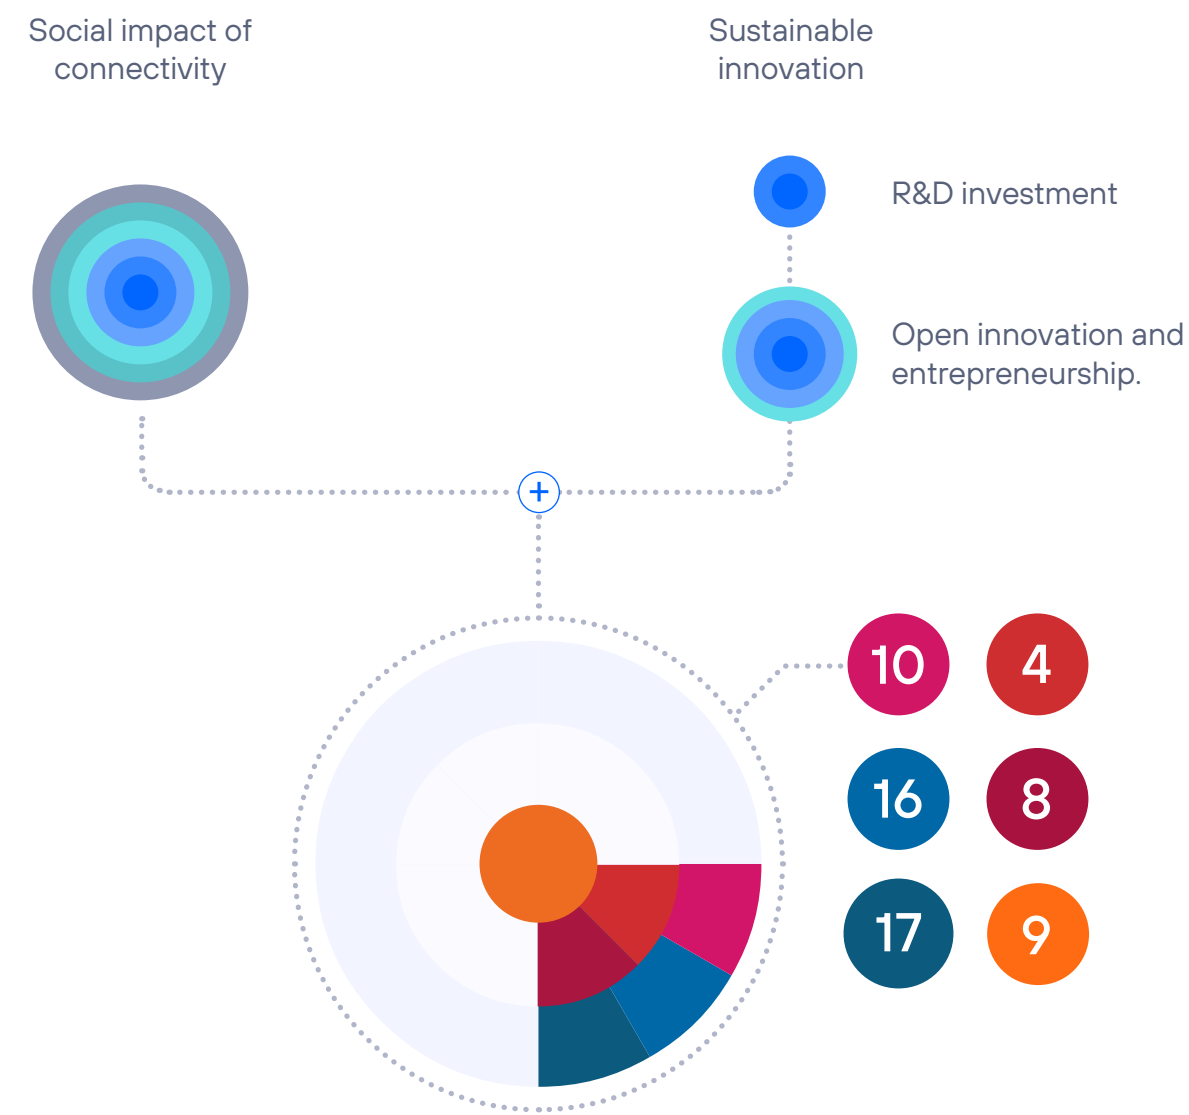 Social impact of
connectivity
Sustainable
innovation
R&D investment
Open innovation and
entrepreneurship.
+
10
4
16
8
17
9